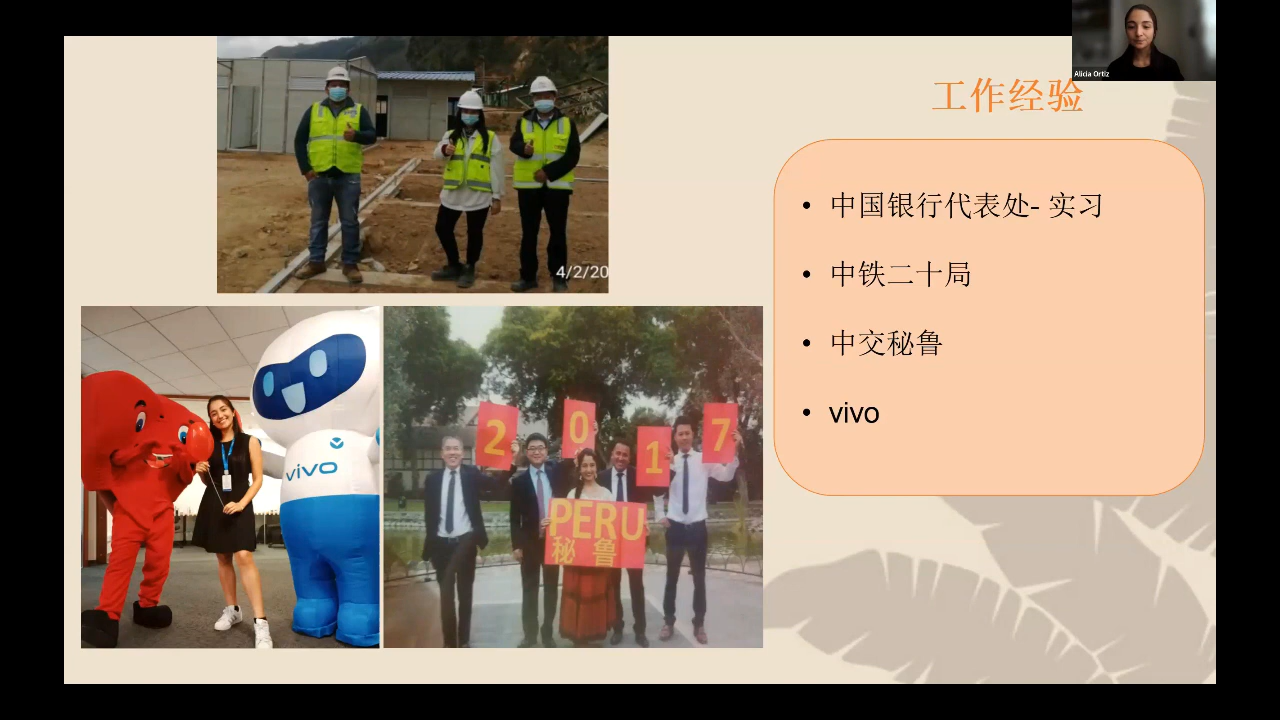 Alicia Ortiz
工作经验
• 中国银行代表处- 实习
• 中铁二十局
• 中交秘鲁
• vivo
4/2/20
vivo
2 0 1 7
PERU
秘 鲁